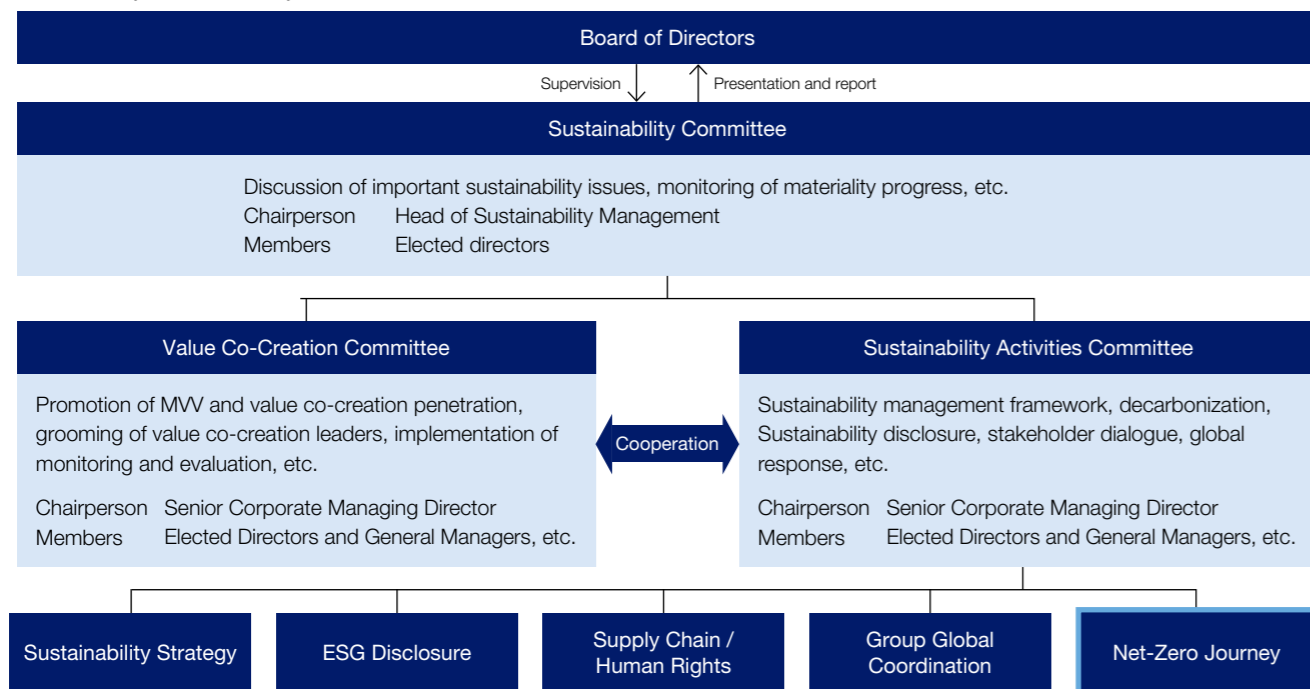 Board of Directors
Supervision
Presentation and report
Sustainability Committee
Discussion of important sustainability issues, monitoring of materiality progress, etc.
Chairperson Head of Sustainability Management
Members Elected directors
Value Co-Creation Committee
Promotion of MVV and value co-creation penetration,
grooming of value co-creation leaders, implementation of
monitoring and evaluation, etc.
Chairperson Senior Corporate Managing Director
Members Elected Directors and General Managers, etc.
Cooperation
Sustainability Activities Committee
Sustainability management framework, decarbonization,
Sustainability disclosure, stakeholder dialogue, global
response, etc.
Chairperson Senior Corporate Managing Director
Members Elected Directors and General Managers, etc.
Sustainability Strategy
ESG Disclosure
Supply Chain /
Human Rights
Group Global
Coordination
Net-Zero Journey